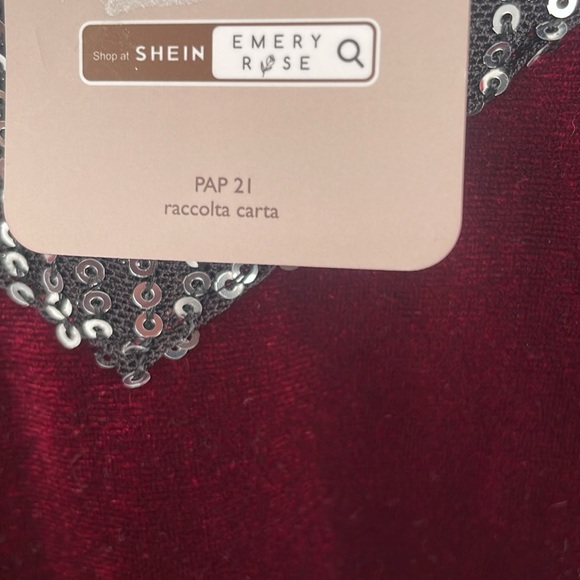 Shop at SHEIN EMERY
ROSE
PAP 21
raccolta carta